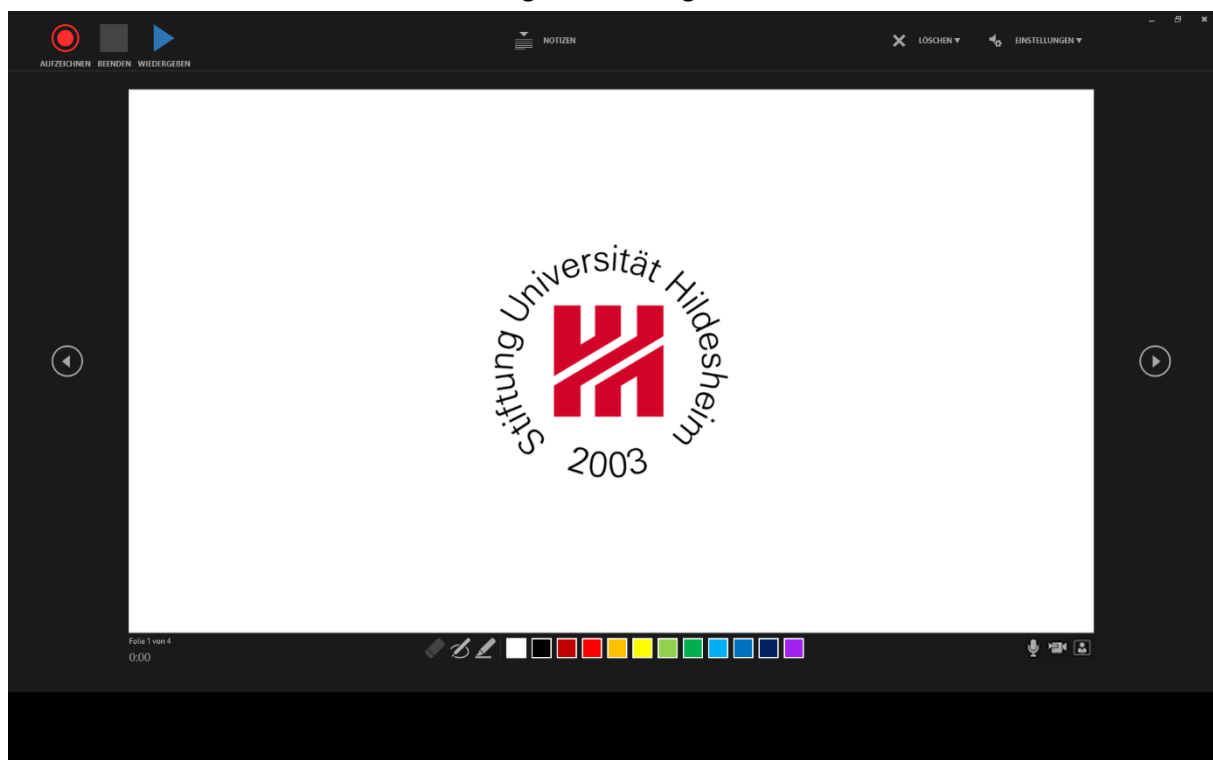 NOTIZEN
LÖSCHEN
EINSTELLUNGEN
AUFZEICHNEN BEENDEN WIEDERGEBEN
Stiftung Universität Hildesheim
2003
Folie 1 von 4
0:00